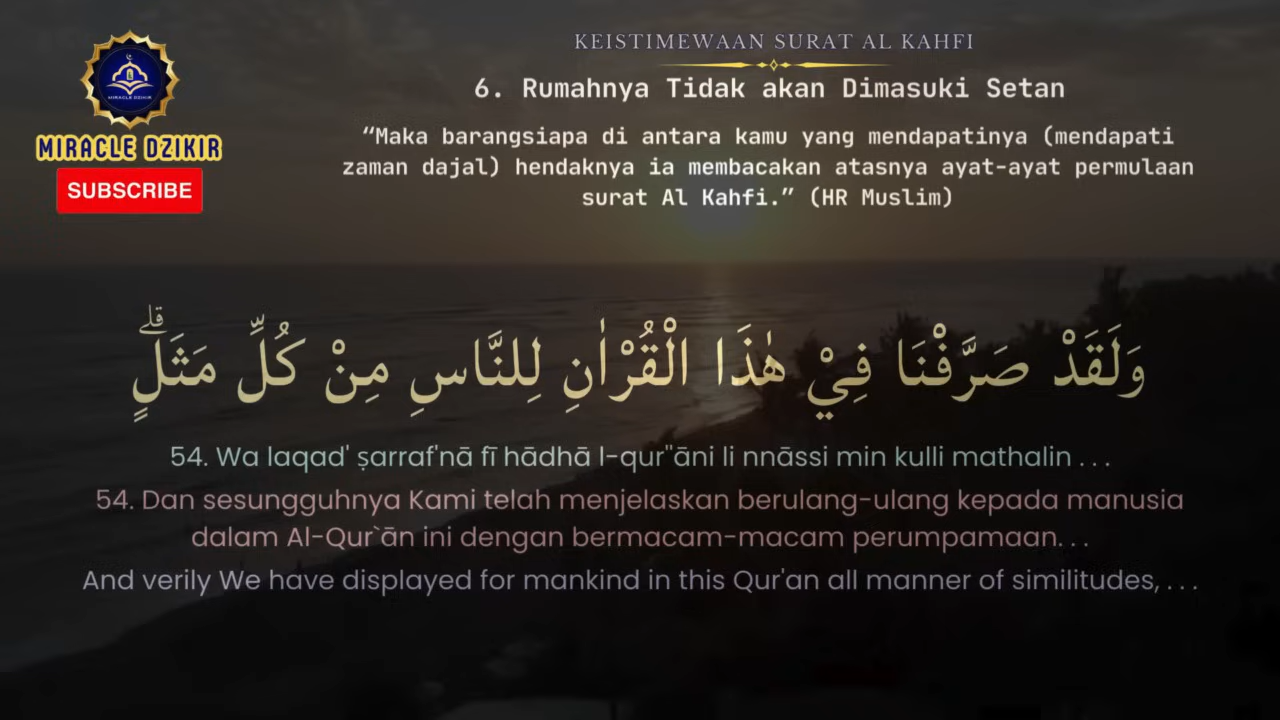 MIRACLE DZIKIR
MIRACLE DZIKIR
SUBSCRIBE
KEISTIMEWAAN SURAT AL KAHFI
6. Rumahnya Tidak akan Dimasuki Setan
“Maka barangsiapa di antara kamu yang mendapatinya (mendapati
zaman dajal) hendaknya ia membacakan atasnya ayat-ayat permulaan
surat Al Kahfi.” (HR Muslim)
وَلَقَدْ صَرَّفْنَا فِيْ هٰذَا الْقُرْاٰنِ لِلنَّاسِ مِنْ كُلِّ مَثَلٍۗ
54. Wa laqad' ṣarraf'nā fī hādhā l-qur"āni li nnāssi min kulli mathalin . . .
54. Dan sesungguhnya Kami telah menjelaskan berulang-ulang kepada manusia
dalam Al-Qur`ān ini dengan bermacam-macam perumpamaan. . .
And verily We have displayed for mankind in this Qur'an all manner of similitudes, . . .